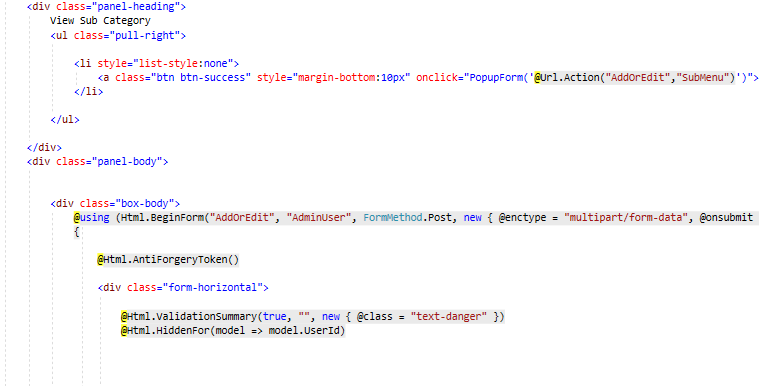 <div class="panel-heading">
View Sub Category
<ul class="pull-right">
<li style="list-style:none">
<a class="btn btn-success" style="margin-bottom:10px" onclick="PopupForm('@Url.Action("AddOrEdit","SubMenu")')">
</li>
</ul>
</div>
<div class="panel-body">
<div class="box-body">
@using (Html.BeginForm("AddOrEdit", "AdminUser", FormMethod.Post, new { @enctype = "multipart/form-data", @onsubmit
{
@Html.AntiForgeryToken()
<div class="form-horizontal">
@Html.ValidationSummary(true, "", new { @class = "text-danger" })
@Html.HiddenFor(model => model.UserId)